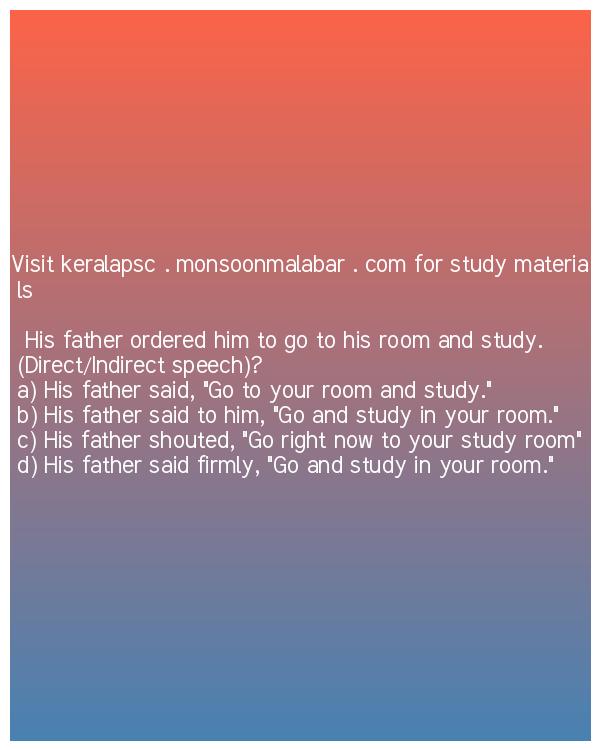 Visit keralapsc . monsoonmalabar . com for study materia
ls
His father ordered him to go to his room and study.
(Direct/Indirect speech)?
a) His father said, "Go to your room and study."
b) His father said to him, "Go and study in your room."
c) His father shouted, "Go right now to your study room"
d) His father said firmly, "Go and study in your room."